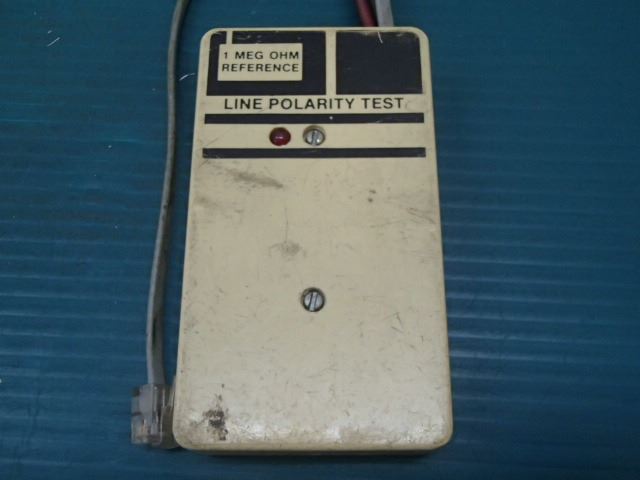 1 MEG OHM
REFERENCE
LINE POLARITY TEST